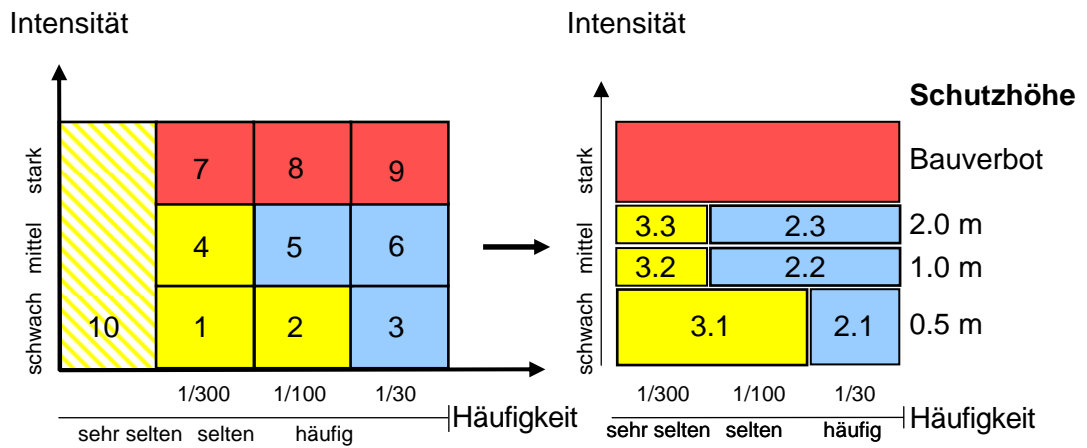 Intensität
stark
mittel
schwach
7 8 9
4 5 6
10 1 2 3
1/300 1/100 1/30
sehr selten selten häufig
Häufigkeit
Intensität
Schutzhöhe
stark
mittel
schwach
Bauverbot
3.3 2.3 2.0 m
3.2 2.2 1.0 m
3.1 2.1 0.5 m
1/300 1/100 1/30
sehr selten selten häufig
Häufigkeit